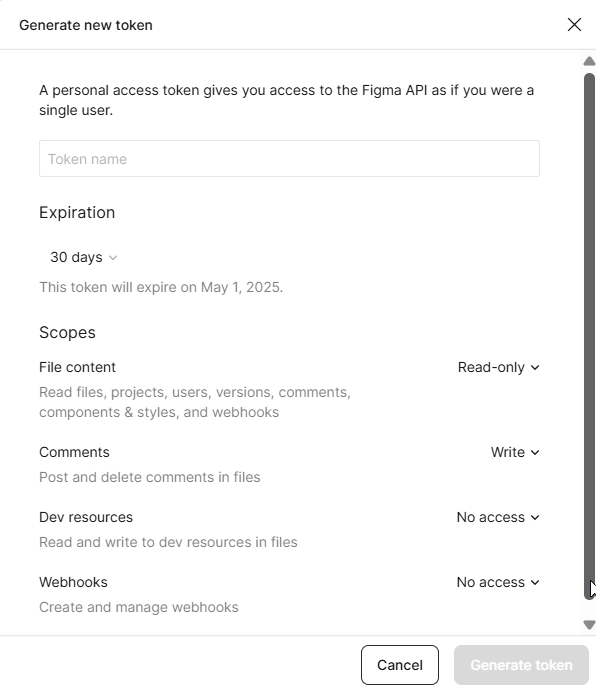 Generate new token
A personal access token gives you access to the Figma API as if you were a
single user.
Token name
Expiration
30 days
This token will expire on May 1, 2025.
Scopes
File content
Read-only
Read files, projects, users, versions, comments,
components & styles, and webhooks
Comments
Write
Post and delete comments in files
Dev resources
No access
Read and write to dev resources in files
Webhooks
No access
Create and manage webhooks
Cancel
Generate token